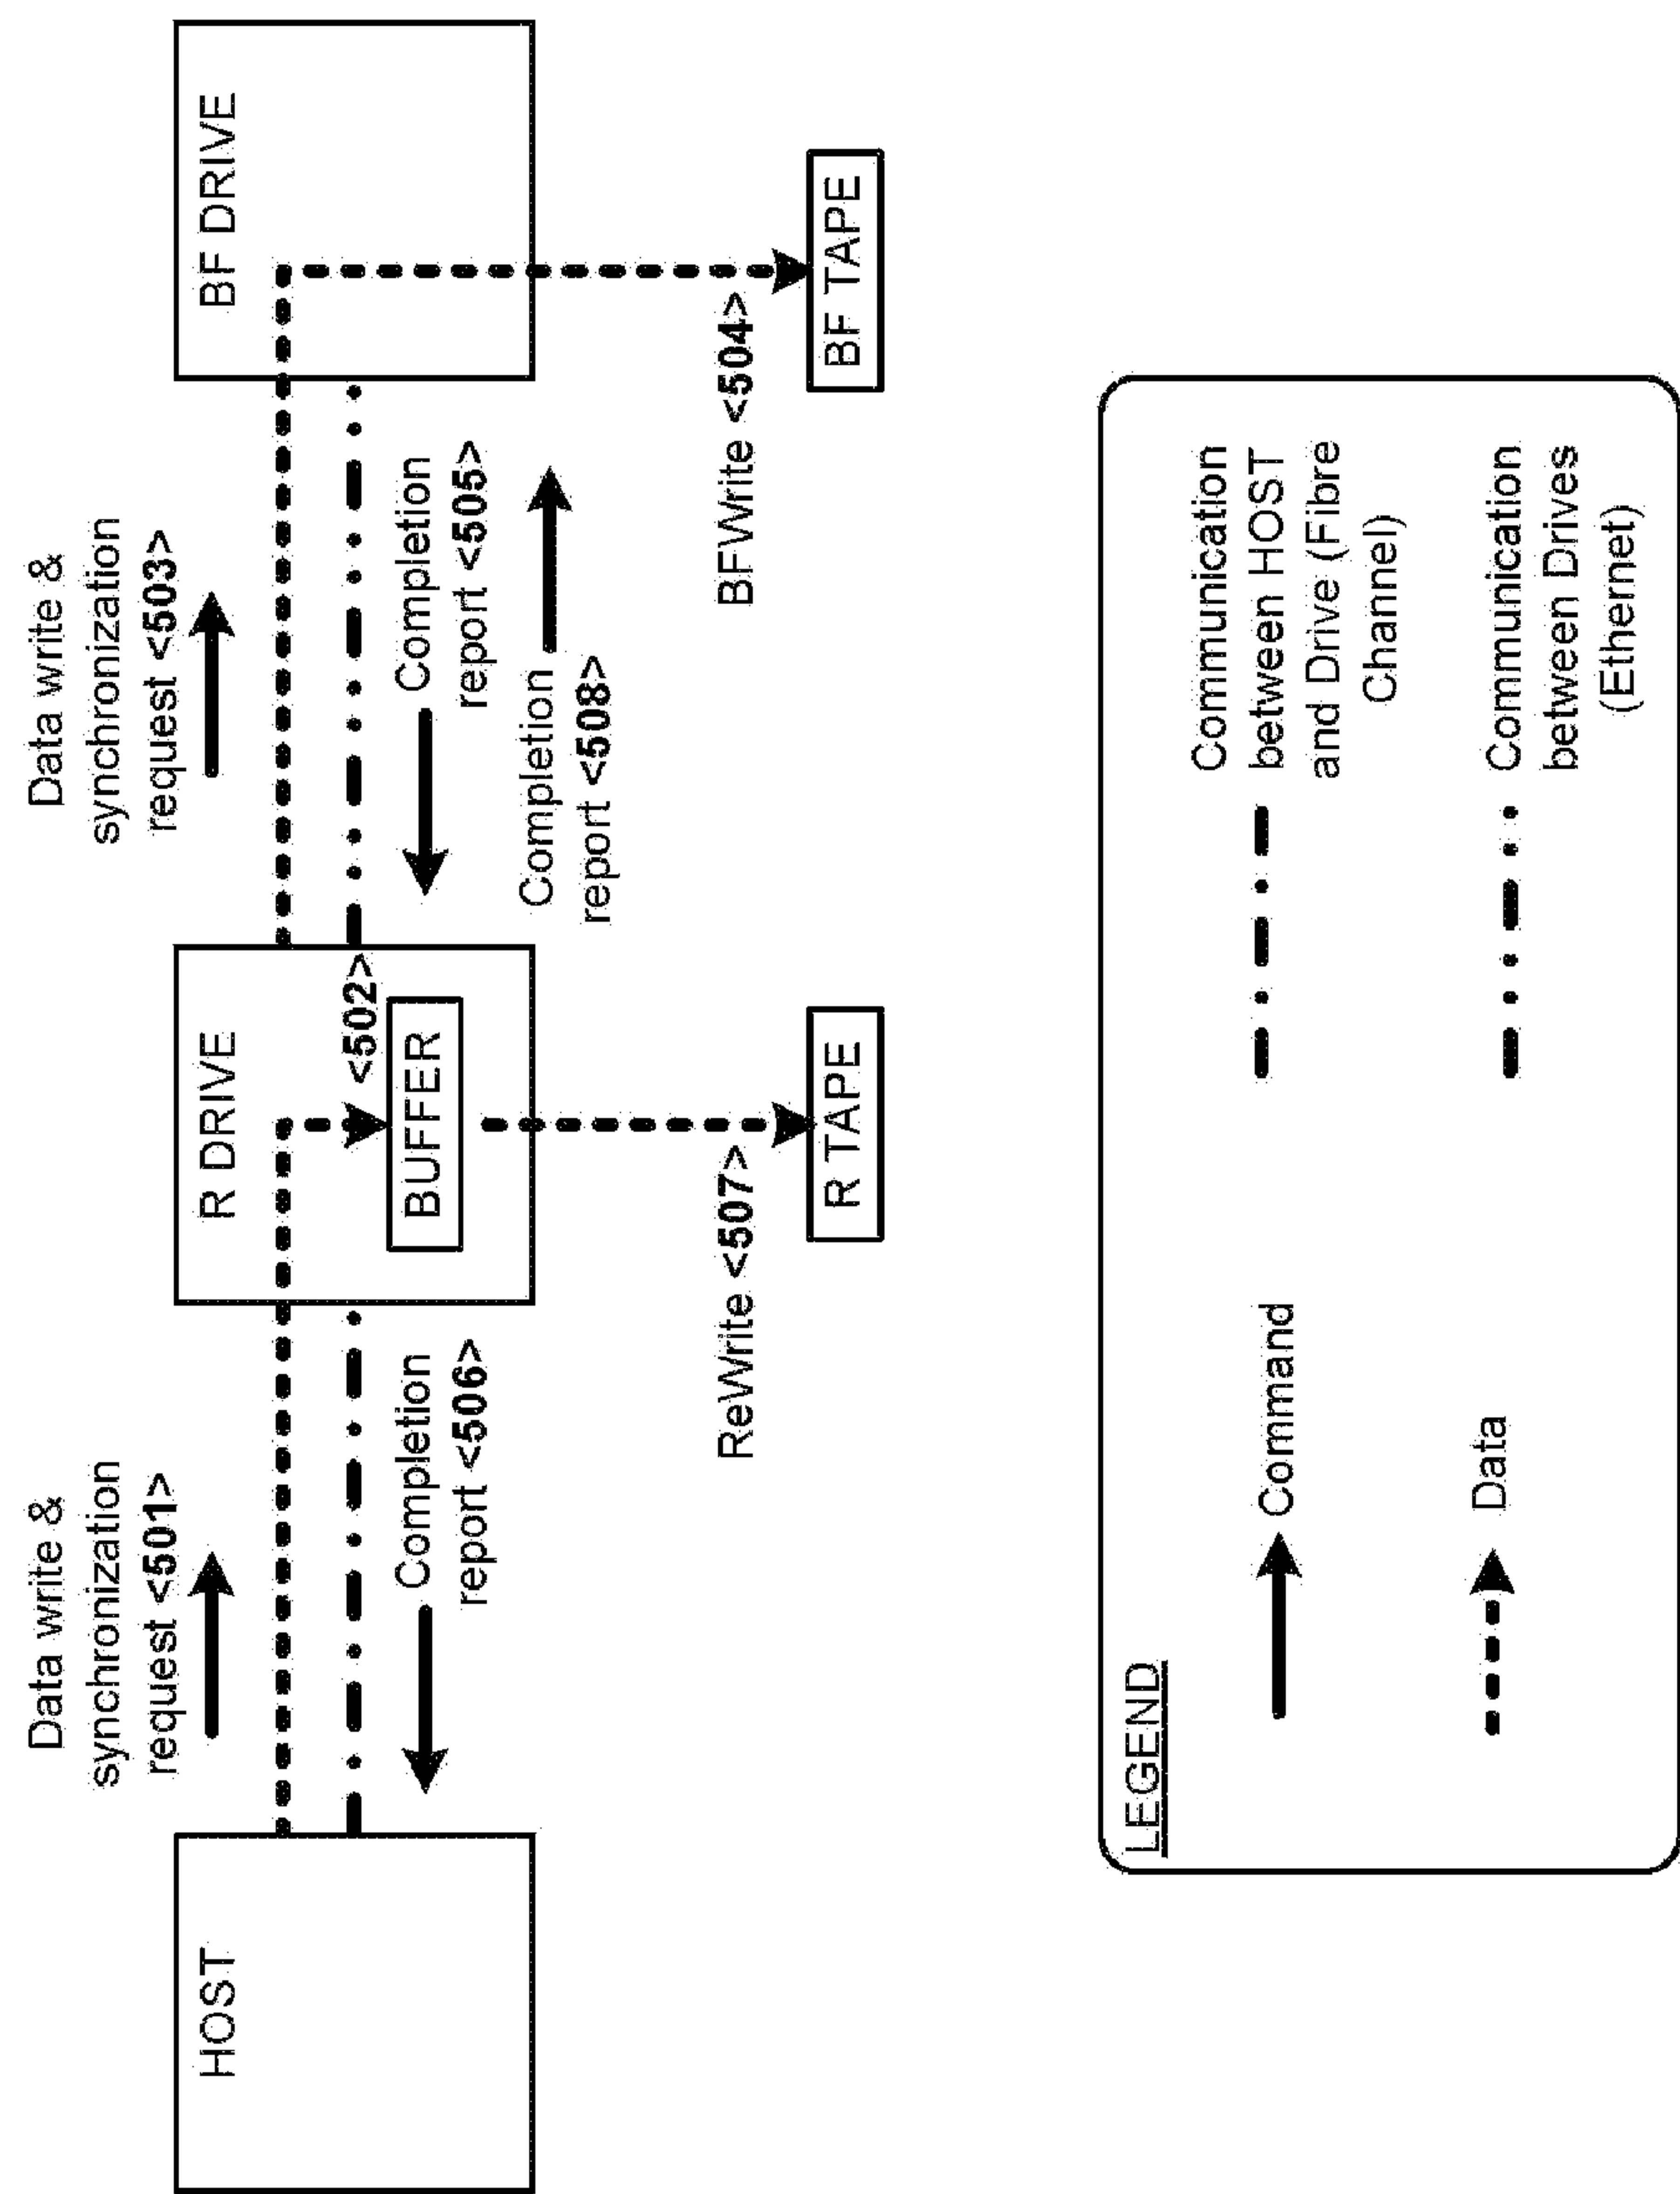 Data write &
synchronization
request <501>
Data write &
synchronization
request <503>
HOST
R DRIVE
BF DRIVE
<502>
BUFFER
Completion
report <506>
Completion
report <505>
Completion
report <508>
ReWrite <507>
BFWrite <504>
R TAPE
BF TAPE
LEGEND
Command
Communication
between HOST
and Drive (Fibre
Channel)
Data
Communication
between Drives
(Ethernet)